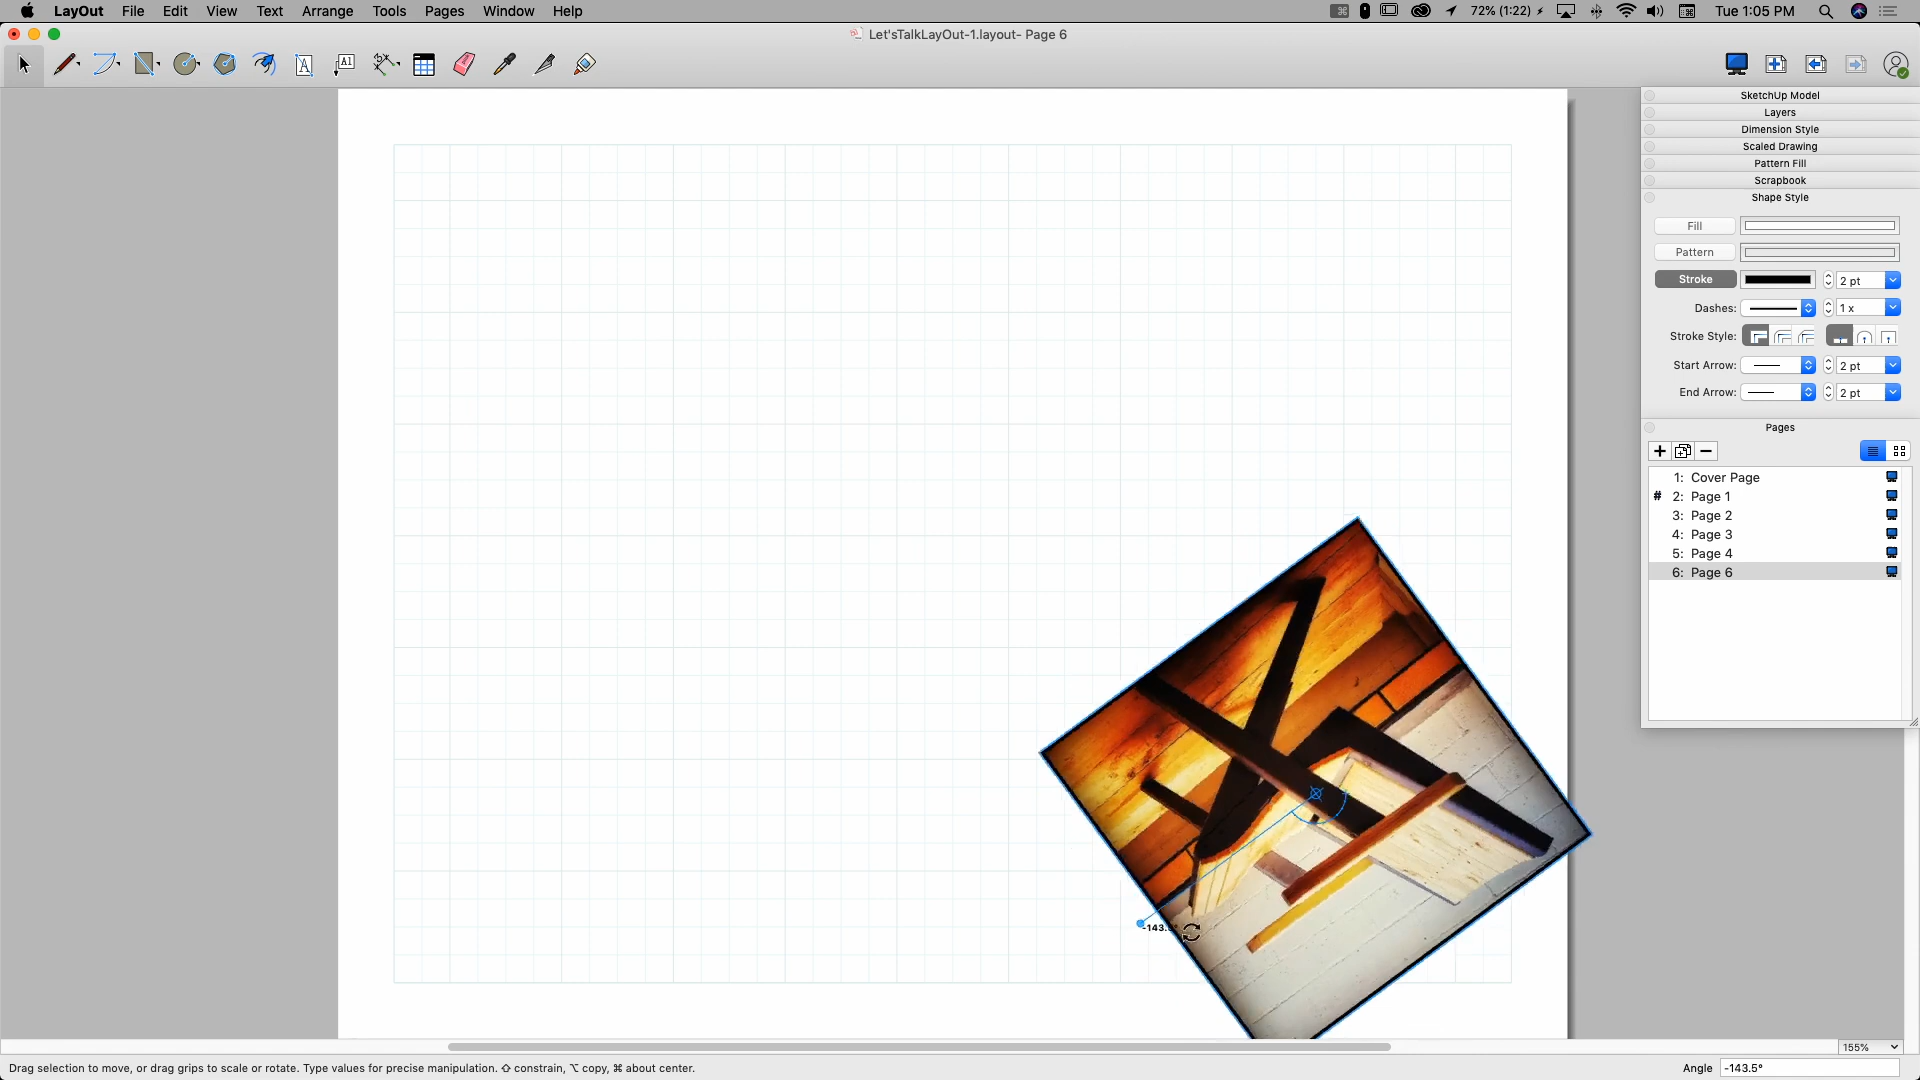 LayOut File Edit View Text Arrange Tools Pages Window Help
72% (1:22) Tue 1:05 PM
Let'sTalkLayOut-1.layout- Page 6
A
A1
SketchUp Model
Layers
Dimension Style
Scaled Drawing
Pattern Fill
Scrapbook
Shape Style
Fill
Pattern
Stroke 2 pt
Dashes: 1 x
Stroke Style:
Start Arrow: 2 pt
End Arrow: 2 pt
Pages
1: Cover Page
# 2: Page 1
3: Page 2
4: Page 3
5: Page 4
6: Page 6
155%
Drag selection to move, or drag grips to scale or rotate. Type values for precise manipulation. ⇧ constrain, ⌥ copy, ⌘ about center.
Angle -143.5°